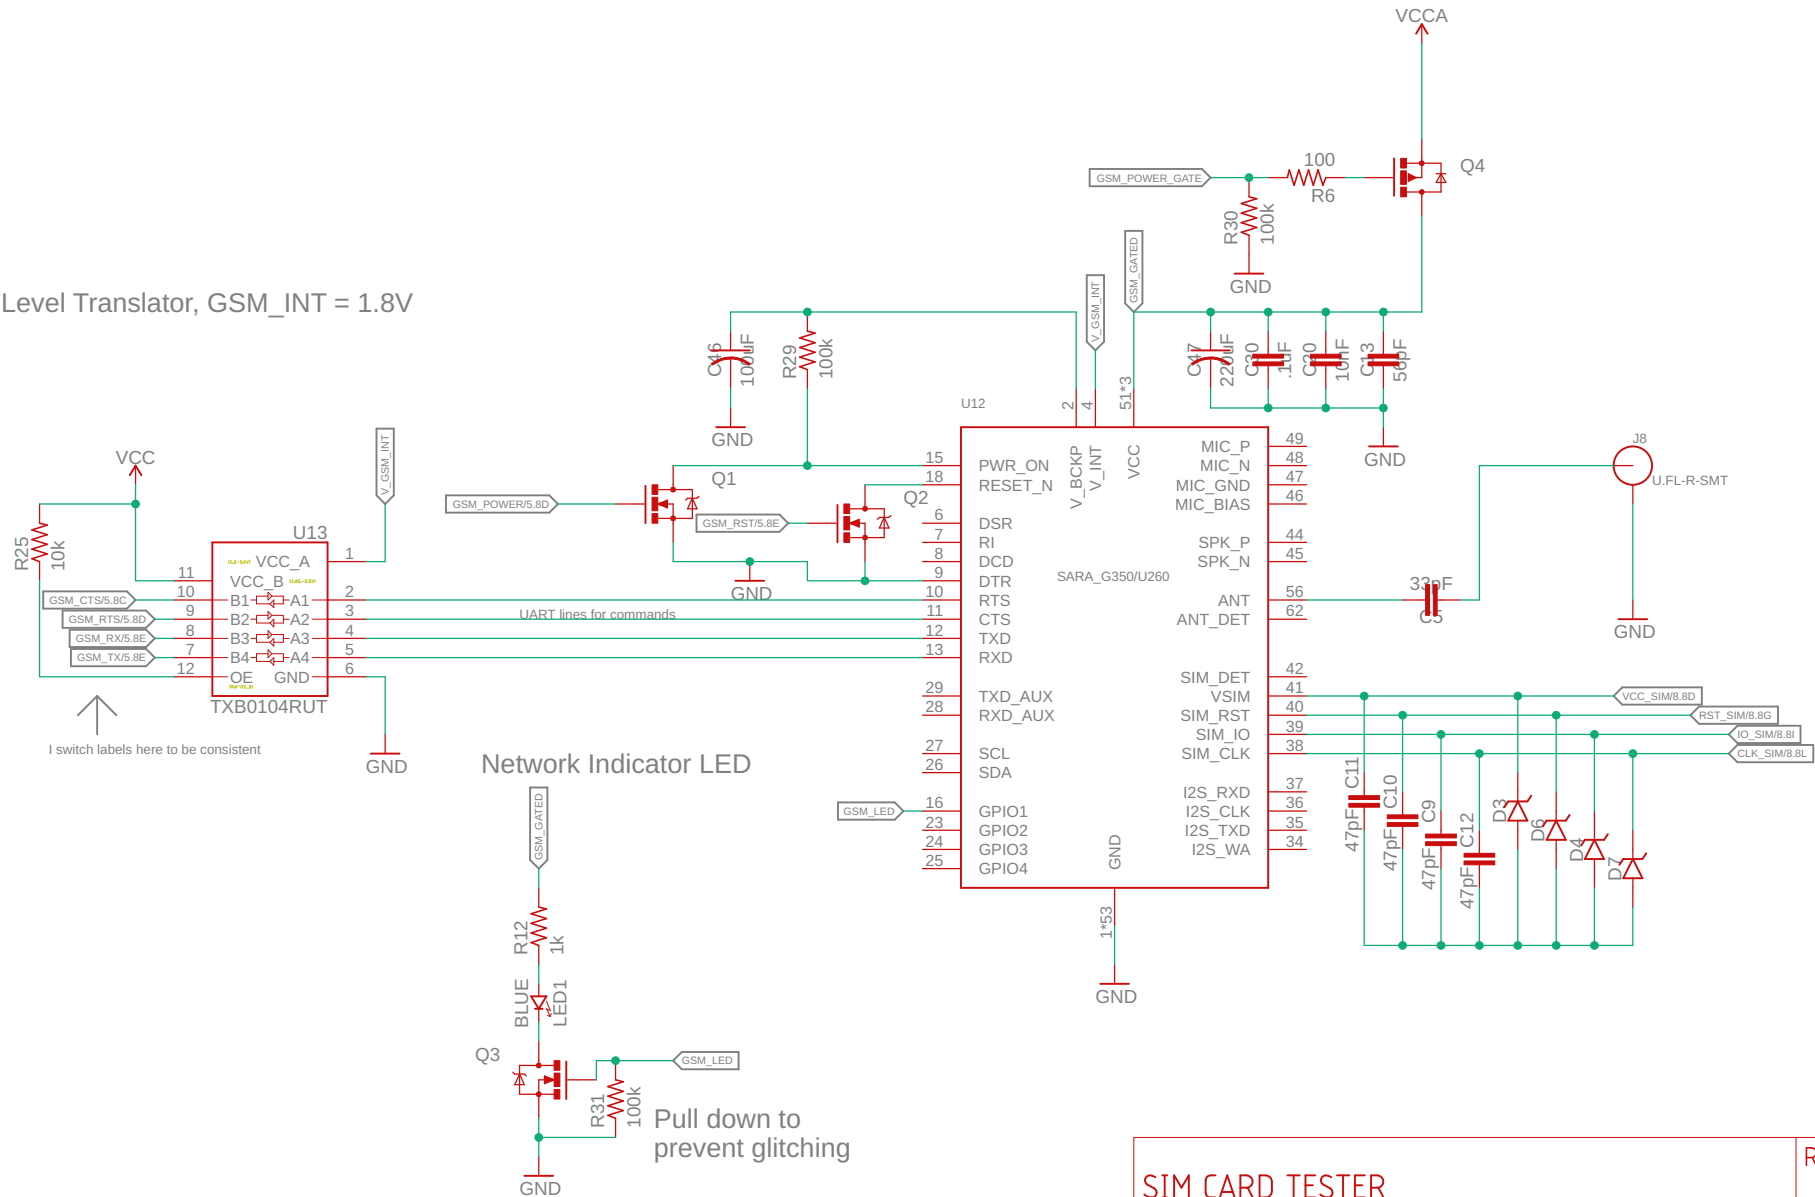 VCCA
GSM_POWER_GATE
100
R6
Q4
R30
100k
GND
Level Translator, GSM_INT = 1.8V
V_GSM_INT
GSM_GATED
C46
100uF
R29
100k
GND
C47
220uF
C30
.1uF
C20
10nF
C13
56pF
GND
VCC
V_GSM_INT
R25
10k
U13
VCC_A
1
11
VCC_B
GSM_CTS/5.8C
10
B1
A1
2
GSM_RTS/5.8D
9
B2
A2
3
GSM_RX/5.8E
8
B3
A3
4
GSM_TX/5.8E
7
B4
A4
5
12
OE
GND
6
TXB0104RUT
I switch labels here to be consistent
GND
GSM_POWER/5.8D
Q1
GSM_RST/5.8E
Q2
GND
UART lines for commands
U12
2
4
51*3
V_BCKP
V_INT
VCC
SARA_G350/U260
15 PWR_ON
18 RESET_N
6 DSR
7 RI
8 DCD
9 DTR
10 RTS
11 CTS
12 TXD
13 RXD
29 TXD_AUX
28 RXD_AUX
27 SCL
26 SDA
GSM_LED
16 GPIO1
23 GPIO2
24 GPIO3
25 GPIO4
MIC_P 49
MIC_N 48
MIC_GND 47
MIC_BIAS 46
SPK_P 44
SPK_N 45
ANT 56
ANT_DET 62
SIM_DET 42
VSIM 41
SIM_RST 40
SIM_IO 39
SIM_CLK 38
I2S_RXD 37
I2S_CLK 36
I2S_TXD 35
I2S_WA 34
GND
1*53
GND
33pF
C5
J8
U.FL-R-SMT
GND
VCC_SIM/8.8D
RST_SIM/8.8G
IO_SIM/8.8I
CLK_SIM/8.8L
C11
47pF
C10
47pF
C9
47pF
C12
47pF
D3
D6
D4
D7
Network Indicator LED
GSM_GATED
R12
1k
BLUE
LED1
Q3
GSM_LED
R31
100k
Pull down to
prevent glitching
GND
SIM CARD TESTER